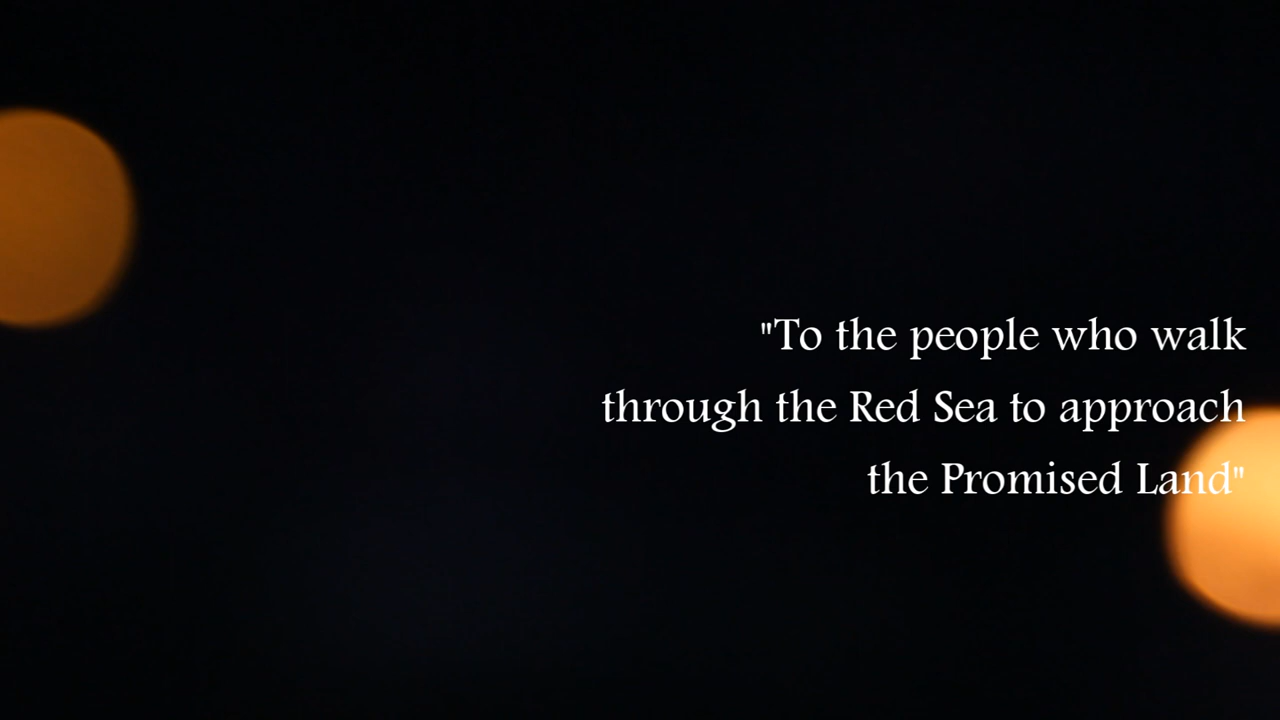 "To the people who walk
through the Red Sea to approach
the Promised Land"